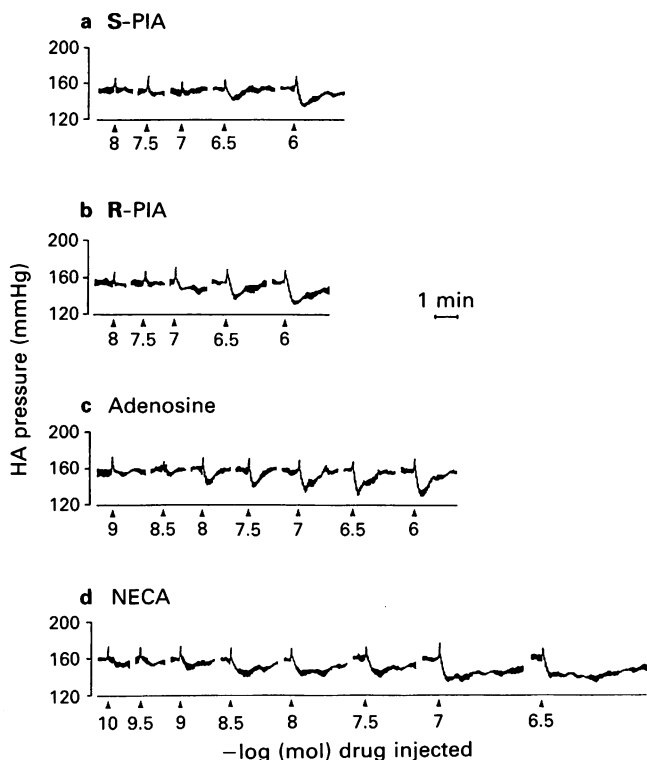 a S-PIA
200
160
120
8 7.5 7 6.5 6
b R-PIA
200
160
120
8 7.5 7 6.5 6
1 min
HA pressure (mmHg)
c Adenosine
200
160
120
9 8.5 8 7.5 7 6.5 6
d NECA
200
160
120
10 9.5 9 8.5 8 7.5 7 6.5
–log (mol) drug injected